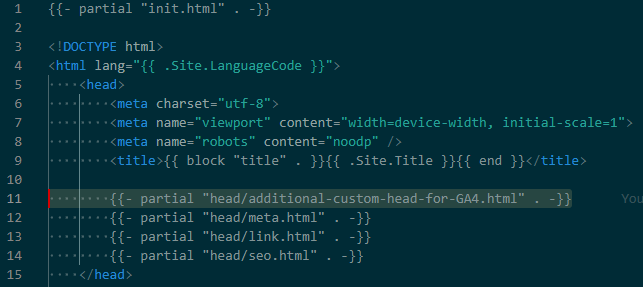 1 {{- partial "init.html" . -}}
2
3 <!DOCTYPE html>
4 <html lang="{{ .Site.LanguageCode }}">
5 <head>
6 <meta charset="utf-8">
7 <meta name="viewport" content="width=device-width, initial-scale=1">
8 <meta name="robots" content="noodp" />
9 <title>{{ block "title" . }}{{ .Site.Title }}{{ end }}</title>
10
11 {{- partial "head/additional-custom-head-for-GA4.html" . -}} You
12 {{- partial "head/meta.html" . -}}
13 {{- partial "head/link.html" . -}}
14 {{- partial "head/seo.html" . -}}
15 </head>